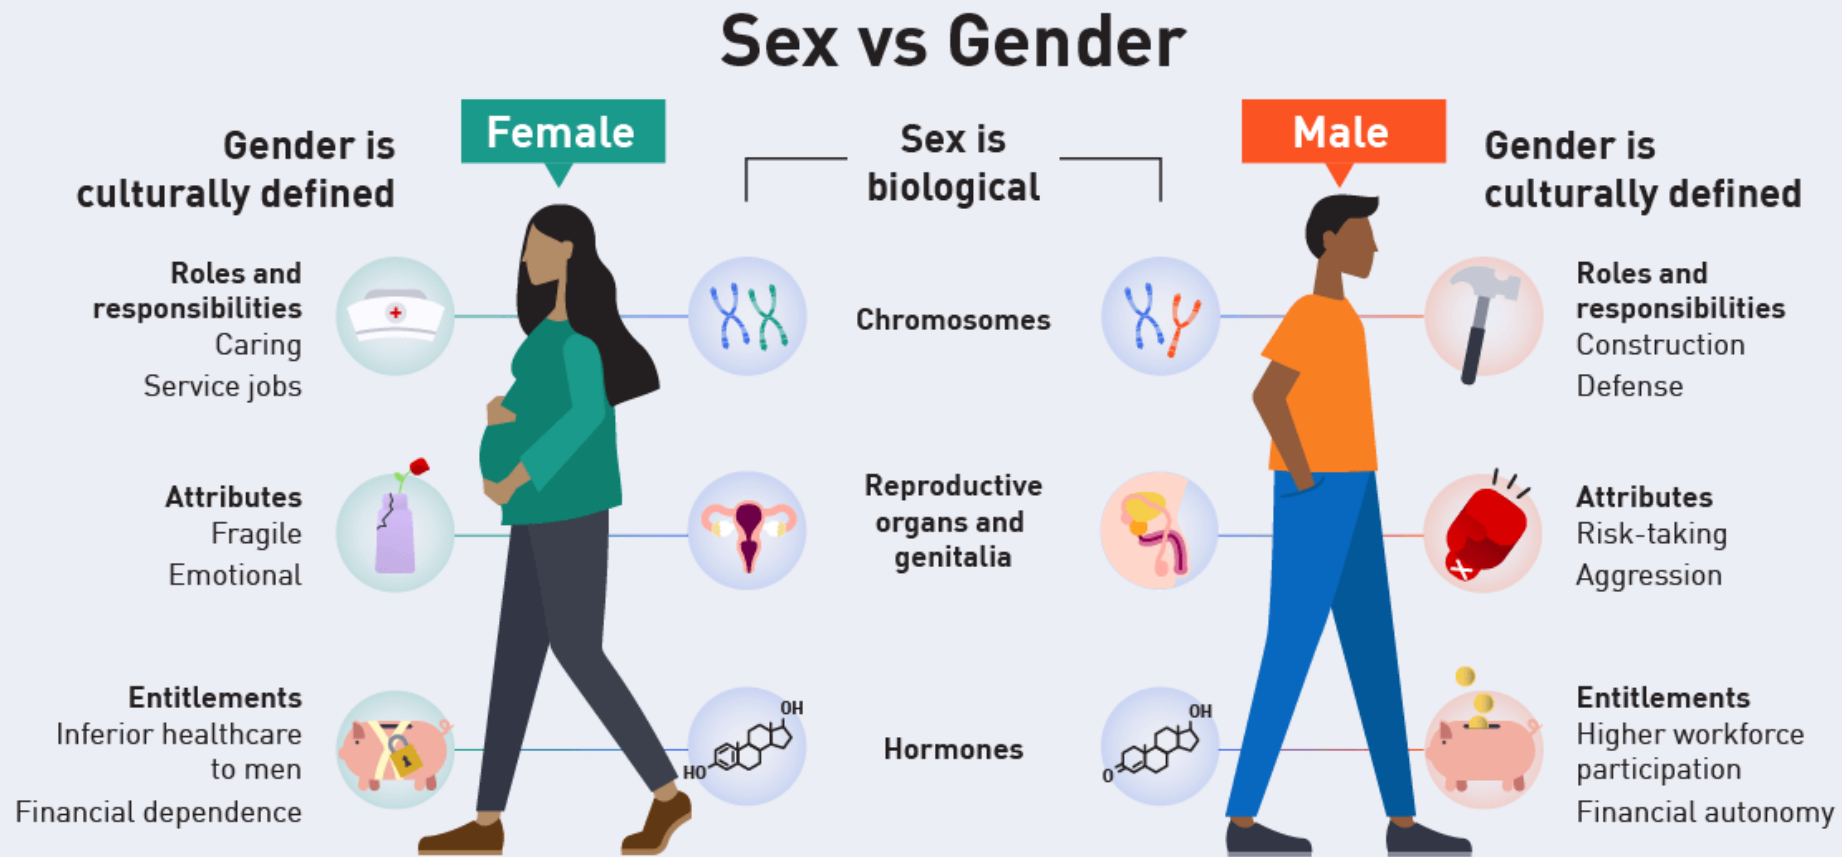 Sex vs Gender
Gender is
culturally defined
Female
Sex is
biological
Male
Gender is
culturally defined
Roles and
responsibilities
Caring
Service jobs
Chromosomes
Roles and
responsibilities
Construction
Defense
Attributes
Fragile
Emotional
Reproductive
organs and
genitalia
Attributes
Risk-taking
Aggression
Entitlements
Inferior healthcare
to men
Financial dependence
OH
HO
Hormones
OH
O
Entitlements
Higher workforce
participation
Financial autonomy